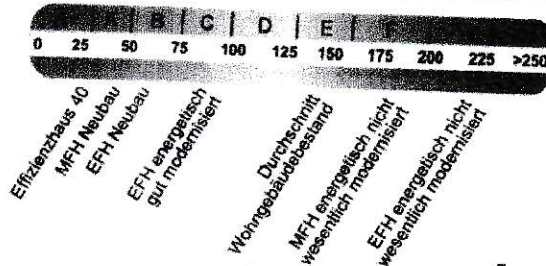 A B C D E F
0 25 50 75 100 125 150 175 200 225 >250
Effizienzhaus 40
MFH Neubau
EFH Neubau
EFH energetisch
gut modernisiert
Durchschnitt
Wohngebäudebestand
MFH energetisch nicht
wesentlich modernisiert
EFH energetisch nicht
wesentlich modernisiert